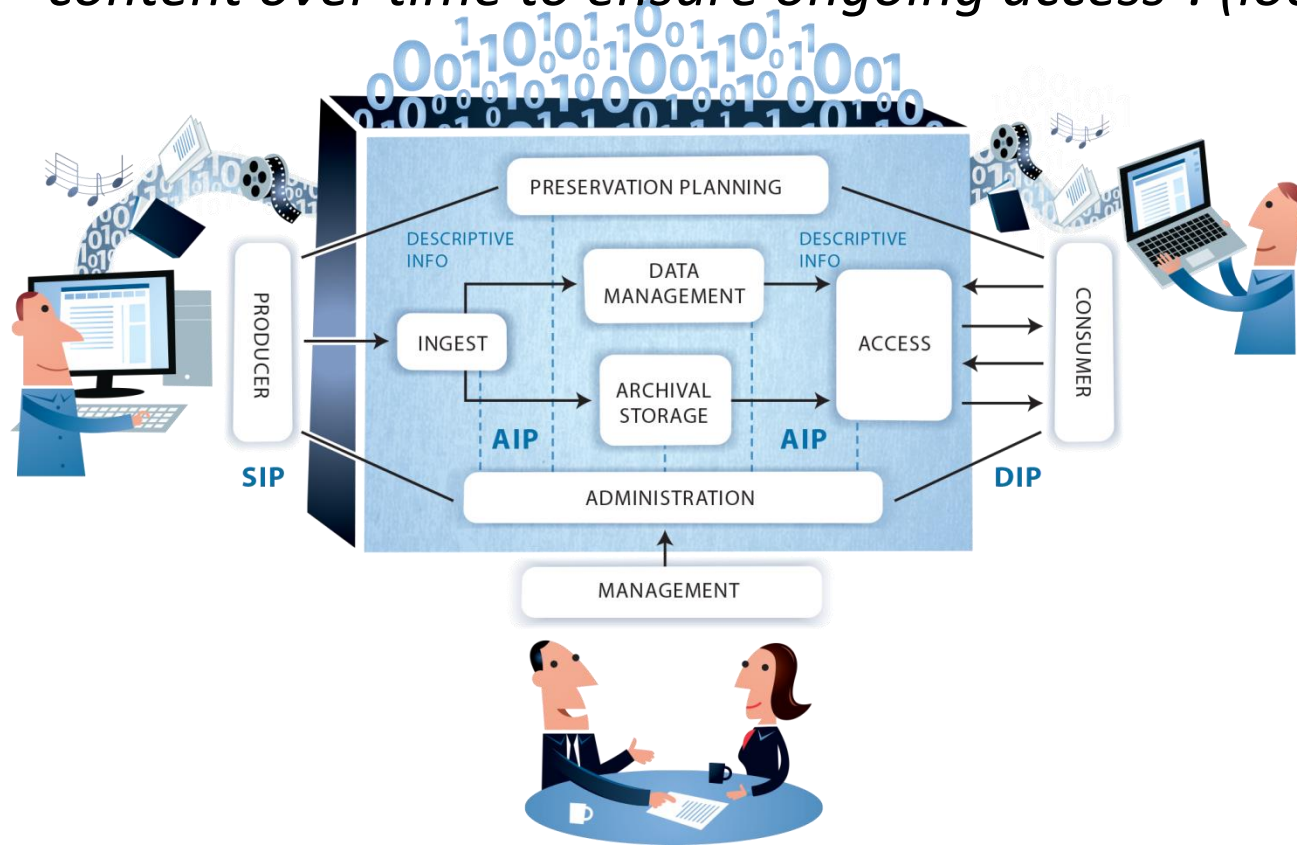 content over time to ensure ongoing access".
PRESERVATION PLANNING
DESCRIPTIVE
INFO
DESCRIPTIVE
INFO
DATA
MANAGEMENT
PRODUCER
INGEST
ACCESS
CONSUMER
ARCHIVAL
STORAGE
AIP
AIP
SIP
DIP
ADMINISTRATION
MANAGEMENT